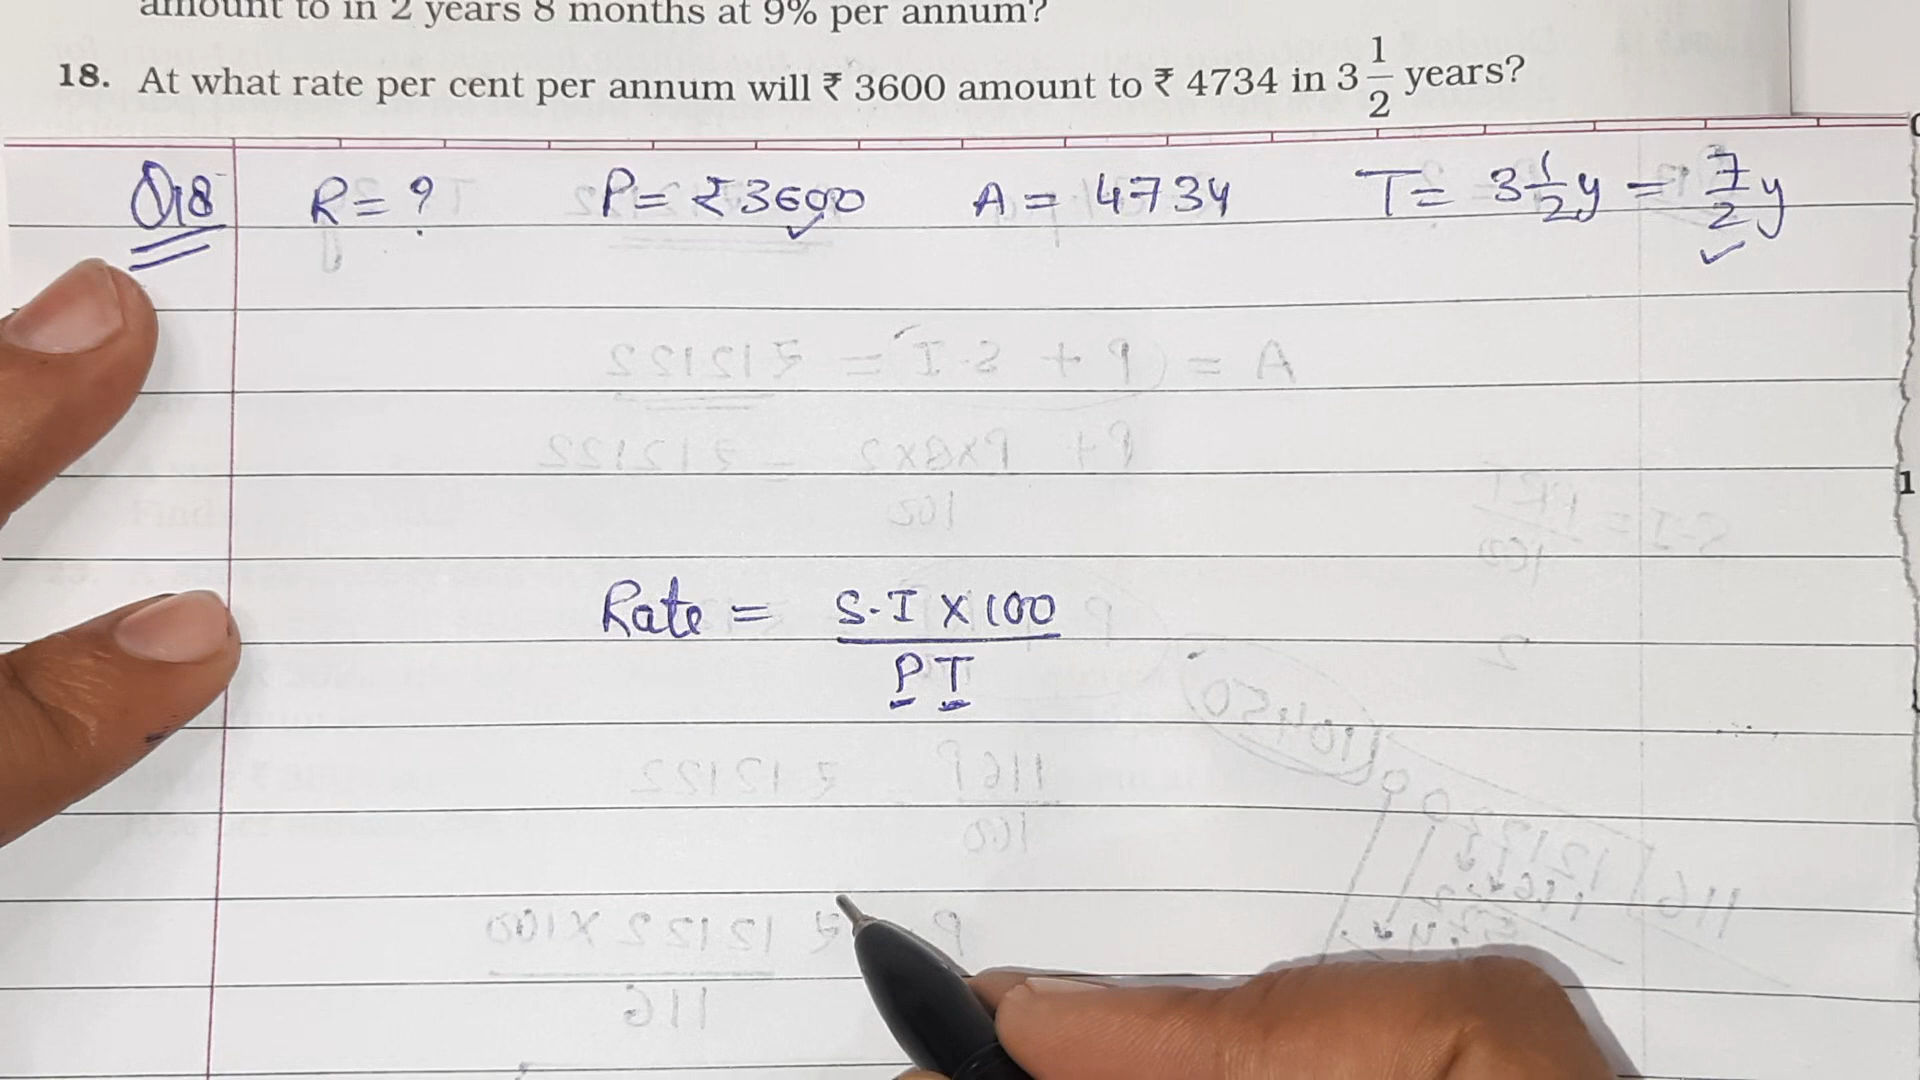 amount to in 2 years 8 months at 9% per annum?
18. At what rate per cent per annum will ₹ 3600 amount to ₹ 4734 in 3 1/2 years?
Q18 R = ? P = ₹3600 A = 4734 T = 3 1/2 y = 7/2 y
Rate = S.I × 100
P T